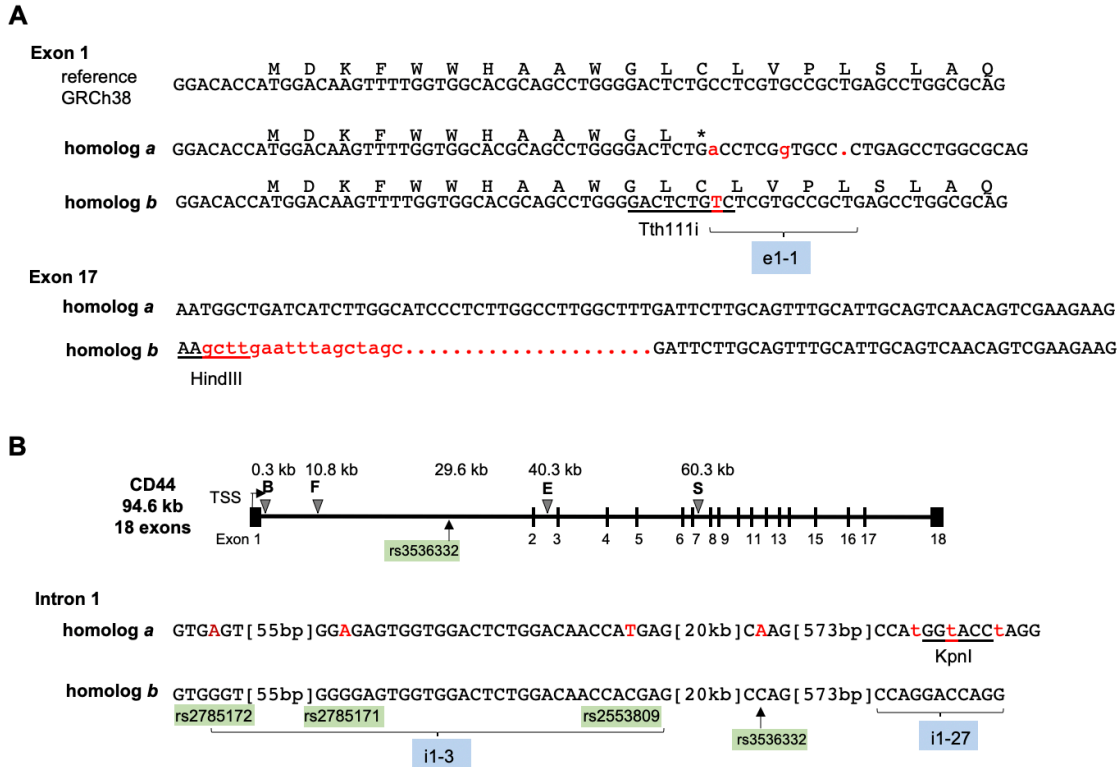 A
Exon 1
M D K F W W H A A W G L C L V P L S L A Q
reference GGACACCATGGACAAGTTTTGGTGGCACGCAGCCTGGGGACTCTGCCTCGTGCCGCTGAGCCTGGCGCAG
GRCh38
M D K F W W H A A W G L *
homolog a GGACACCATGGACAAGTTTTGGTGGCACGCAGCCTGGGGACTCTGaCCTCGgTGCC.CTGAGCCTGGCGCAG
M D K F W W H A A W G L C L V P L S L A Q
homolog b GGACACCATGGACAAGTTTTGGTGGCACGCAGCCTGGGGACTCTGTCTCGTGCCGCTGAGCCTGGCGCAG
Tth111i
e1-1
Exon 17
homolog a AATGGCTGATCATCTTGGCATCCCTCTTGGCCTTGGCTTTGATTCTTGCAGTTTGCATTGCAGTCAACAGTCGAAGAAG
homolog b AAgcttgaatttagctagc.....................GATTCTTGCAGTTTGCATTGCAGTCAACAGTCGAAGAAG
HindIII
B
0.3 kb 10.8 kb 29.6 kb 40.3 kb 60.3 kb
CD44
94.6 kb
18 exons
TSS B F E S
Exon 1 2 3 4 5 6 7 8 9 11 13 15 16 17 18
rs3536332
Intron 1
homolog a GTGAGT[55bp]GGAGAGTGGTGGACTCTGGACAACCATGAG[20kb]CAAG[573bp]CCAtGGtACCtAGG
KpnI
homolog b GTGGGT[55bp]GGGGAGTGGTGGACTCTGGACAACCACGAG[20kb]CCAG[573bp]CCAGGACCAGG
rs2785172 rs2785171 rs2553809
rs3536332
i1-3
i1-27